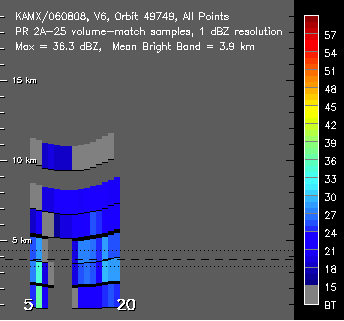 KAMX/060808, V6, Orbit 49749, All Points
PR 2A-25 volume-match samples, 1 dBZ resolution
Max = 36.3 dBZ, Mean Bright Band = 3.9 km
57
54
51
48
45
42
39
36
33
30
27
24
21
18
15
BT
15 km
10 km
5 km
5 20